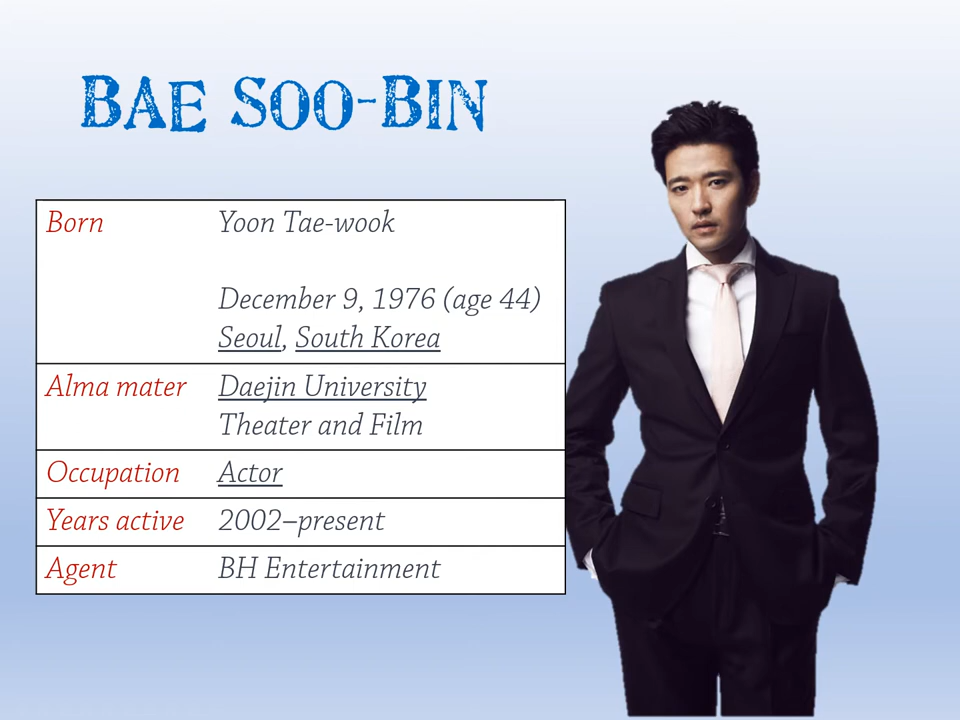 BAE SOO-BIN
Born Yoon Tae-wook
December 9, 1976 (age 44)
Seoul, South Korea
Alma mater Daejin University
Theater and Film
Occupation Actor
Years active 2002–present
Agent BH Entertainment